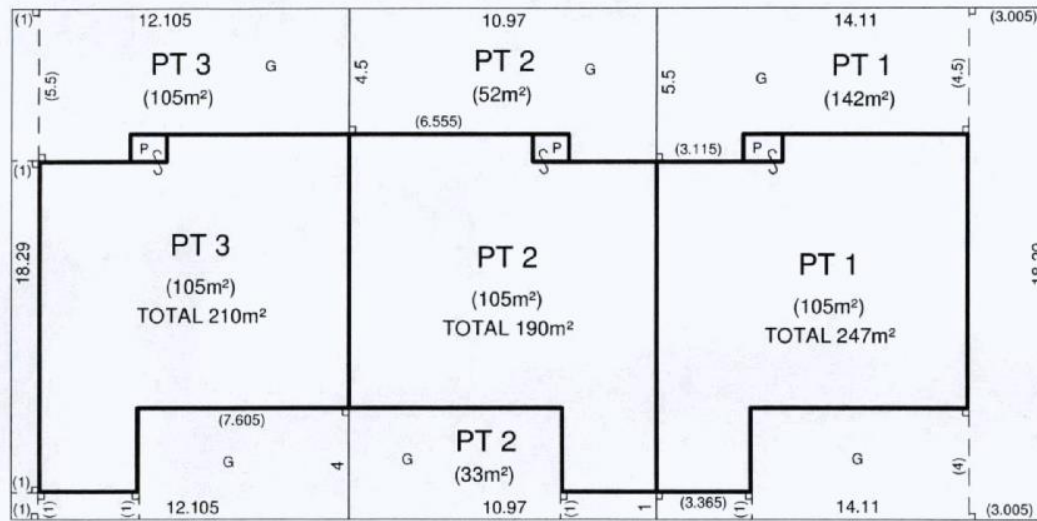 (1) 12.105 10.97 14.11 (3.005)
PT 3 G PT 2 G PT 1 G
(5.5) 4.5 5.5 (4.5)
(105m²) (52m²) (142m²)
(6.555) (3.115)
P P P
(1)
18.29
PT 3
(105m²)
TOTAL 210m²
PT 2
(105m²)
TOTAL 190m²
PT 1
(105m²)
TOTAL 247m²
(7.605)
PT 2
(33m²)
G 4 G G (4)
(1)
(1) (1) (1) (1) 1 (3.365) (1)
12.105 10.97 14.11 (3.005)